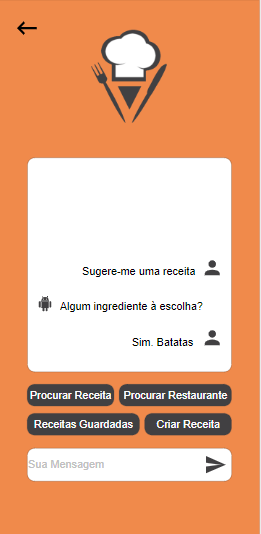 Sugere-me uma receita
Algum ingrediente à escolha?
Sim. Batatas
Procurar Receita
Procurar Restaurante
Receitas Guardadas
Criar Receita
Sua Mensagem